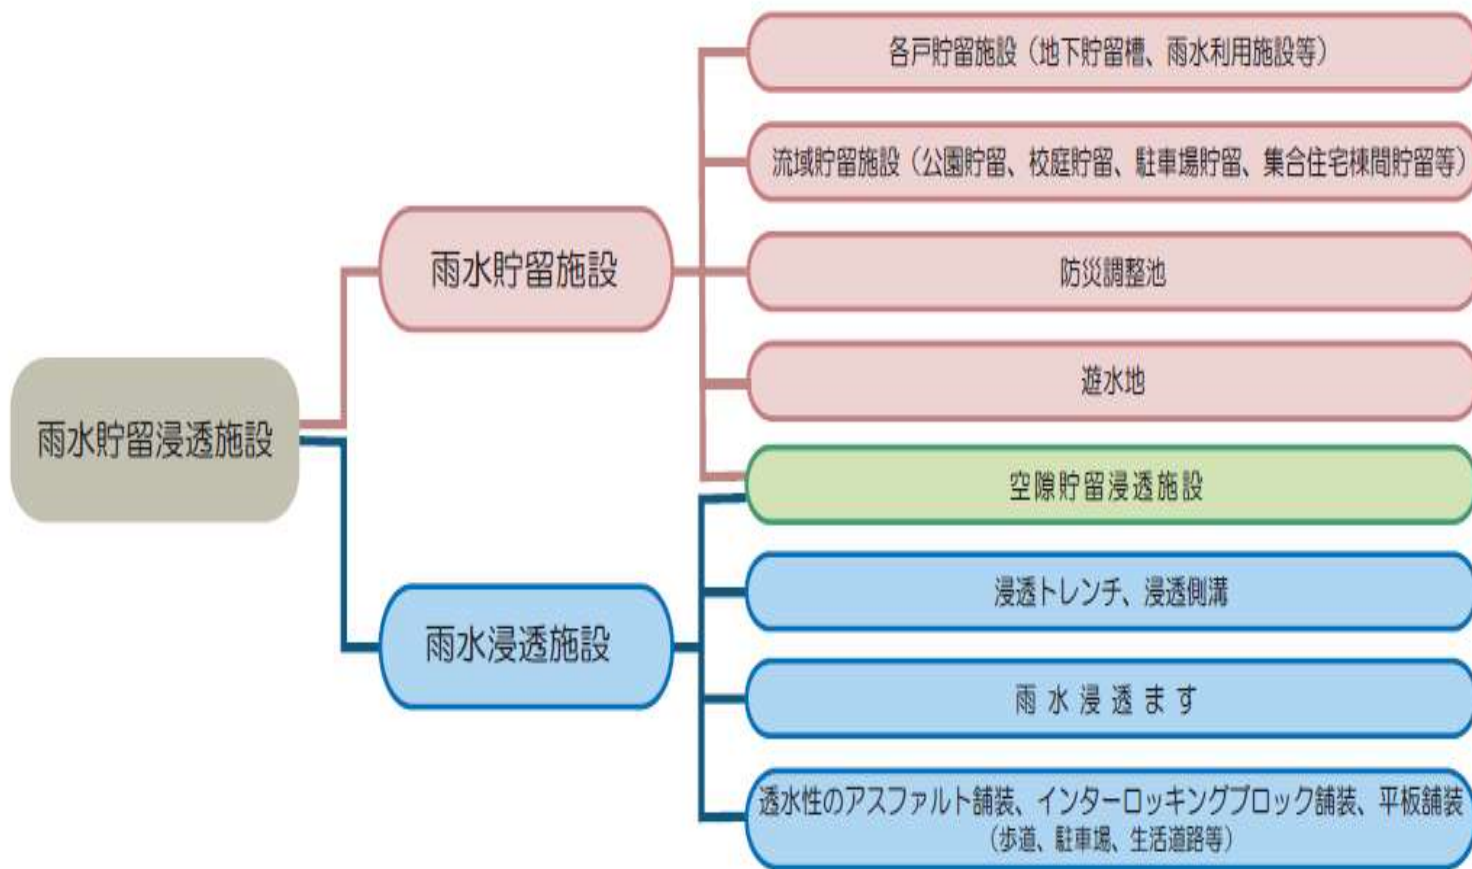 雨水貯留浸透施設
雨水貯留施設
各戸貯留施設（地下貯留槽、雨水利用施設等）
流域貯留施設（公園貯留、校庭貯留、駐車場貯留、集合住宅棟間貯留等）
防災調整池
遊水地
空隙貯留浸透施設
雨水浸透施設
浸透トレンチ、浸透側溝
雨水浸透ます
透水性のアスファルト舗装、インターロッキングブロック舗装、平板舗装
（歩道、駐車場、生活道路等）